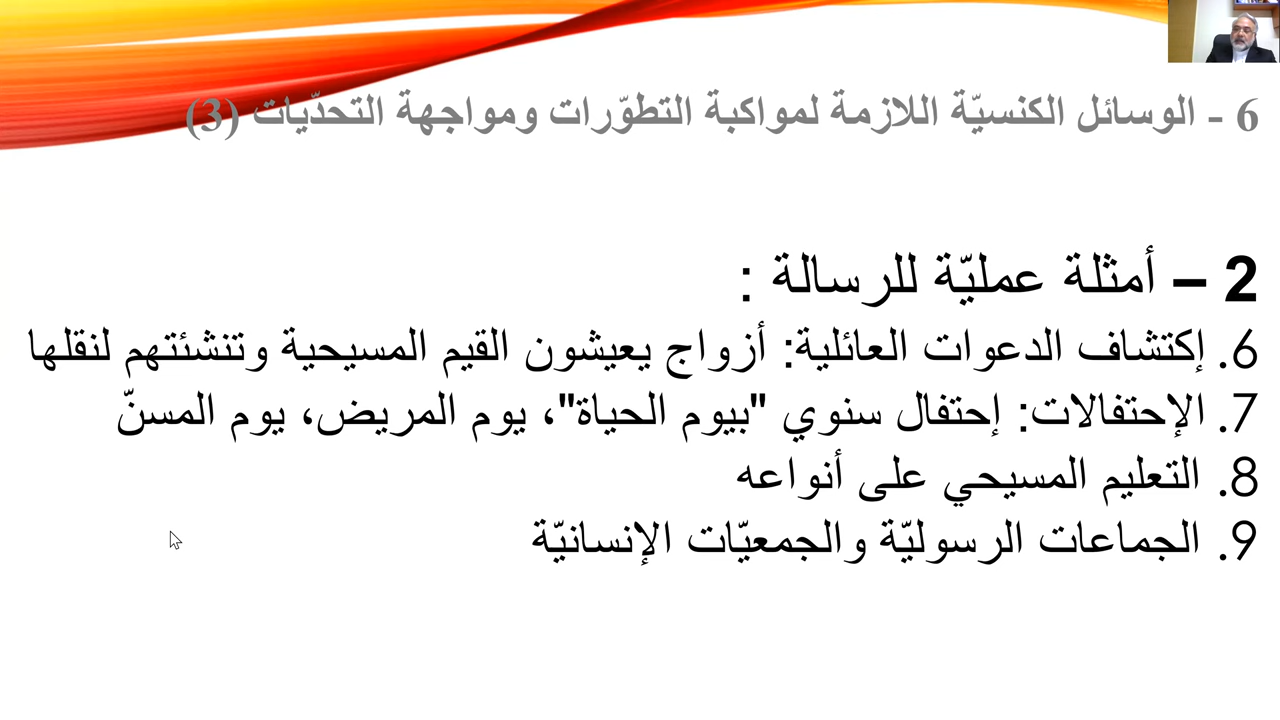 6 - الوسائل الكنسيّة اللازمة لمواكبة التطوّرات ومواجهة التحدّيات (3)
2 – أمثلة عمليّة للرسالة :
6. إكتشاف الدعوات العائلية: أزواج يعيشون القيم المسيحية وتنشئتهم لنقلها
7. الإحتفالات: إحتفال سنوي "بيوم الحياة"، يوم المريض، يوم المسنّ
8. التعليم المسيحي على أنواعه
9. الجماعات الرسوليّة والجمعيّات الإنسانيّة